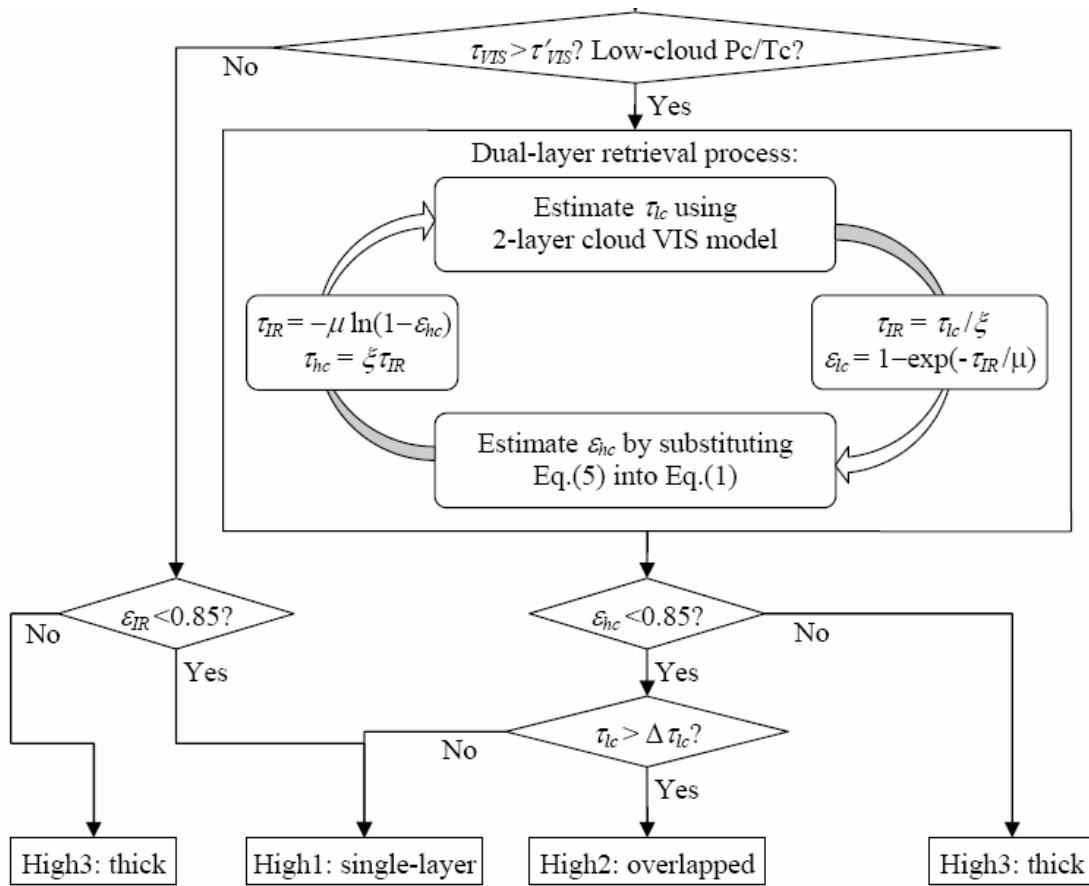 τVIS > τ′VIS? Low-cloud Pc/Tc?
No
Yes
Dual-layer retrieval process:
Estimate τlc using
2-layer cloud VIS model
τIR = −μ ln(1−εhc)
τhc = ξτIR
τIR = τlc/ξ
εlc = 1−exp(-τIR/μ)
Estimate εhc by substituting
Eq.(5) into Eq.(1)
εIR <0.85?
No
Yes
εhc <0.85?
No
Yes
τlc > Δτlc?
No
Yes
High3: thick
High1: single-layer
High2: overlapped
High3: thick